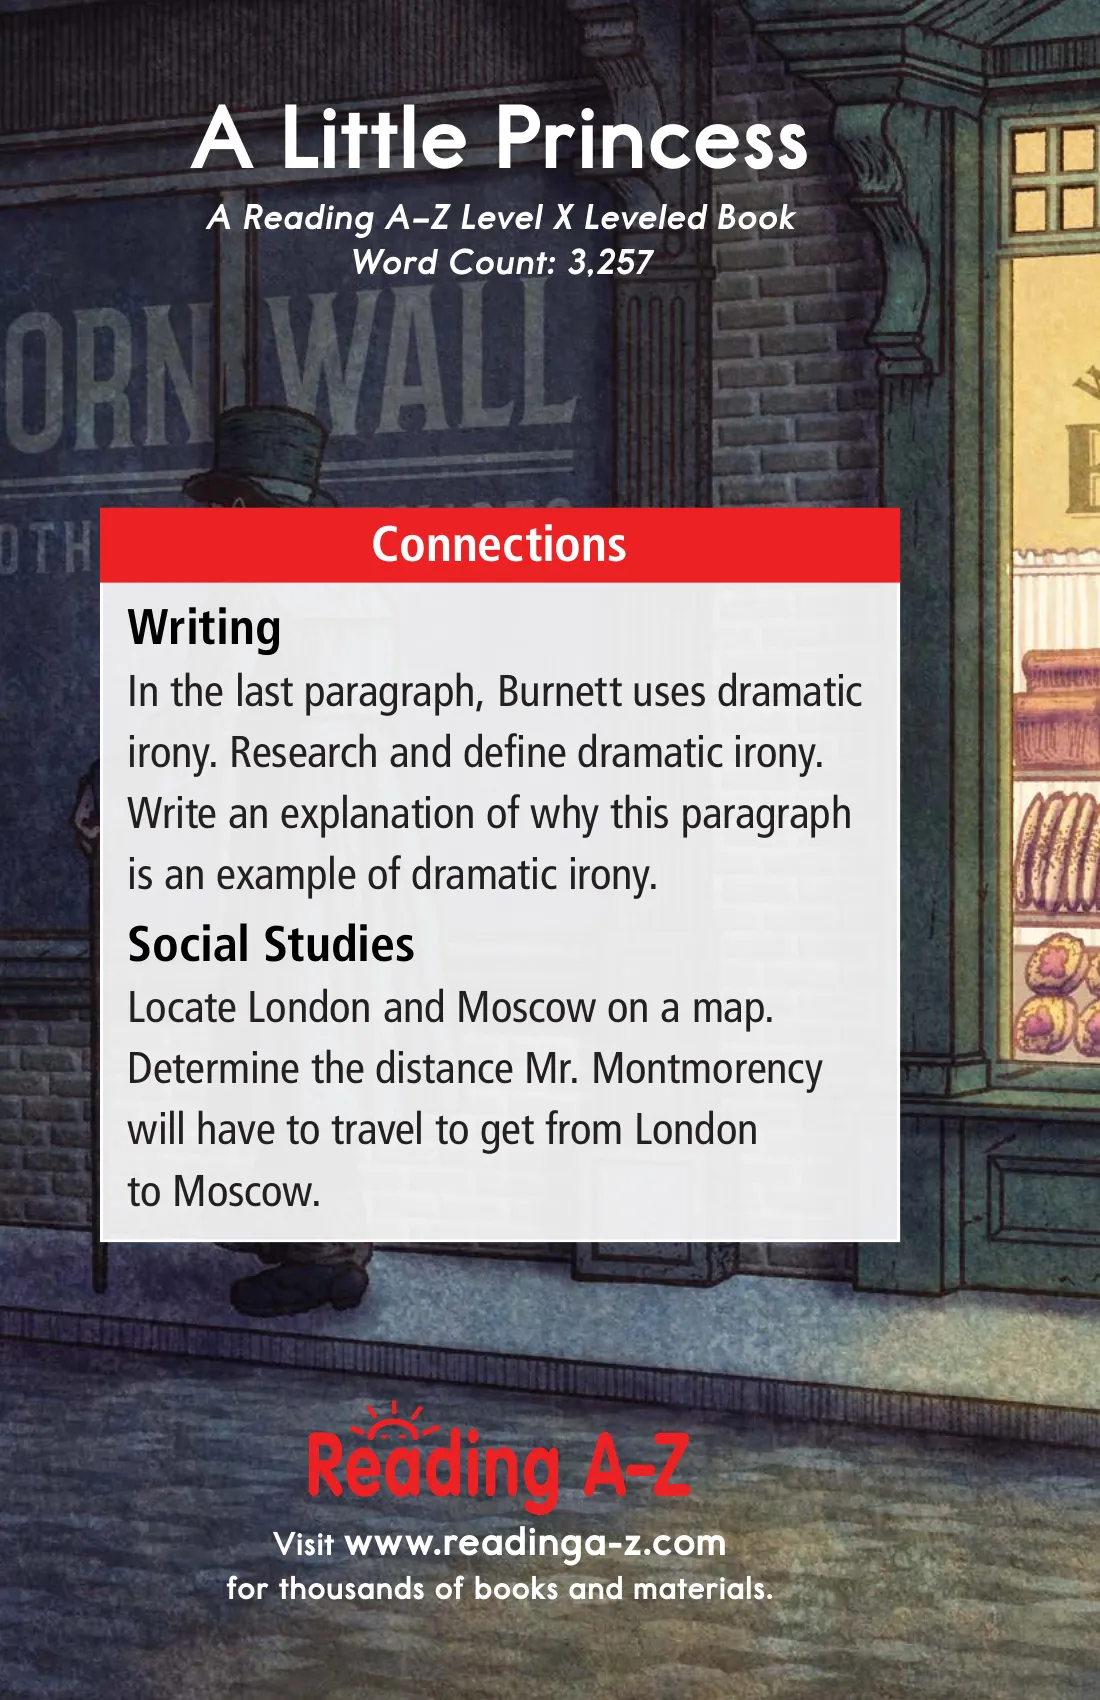 A Little Princess
A Reading A–Z Level X Leveled Book
Word Count: 3,257
ORN WALL
OTH
Connections
Writing
In the last paragraph, Burnett uses dramatic
irony. Research and define dramatic irony.
Write an explanation of why this paragraph
is an example of dramatic irony.
Social Studies
Locate London and Moscow on a map.
Determine the distance Mr. Montmorency
will have to travel to get from London
to Moscow.
Reading A–Z
Visit www.readinga-z.com
for thousands of books and materials.